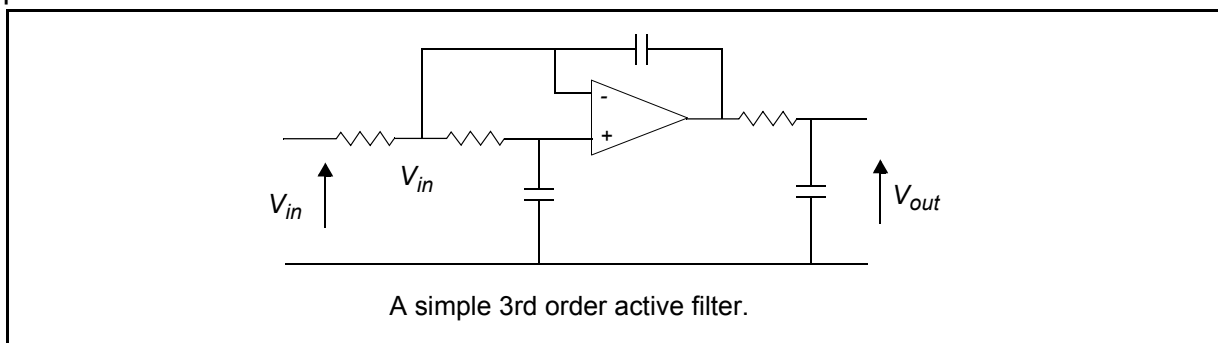 -
+
V_in
V_in
V_out
A simple 3rd order active filter.